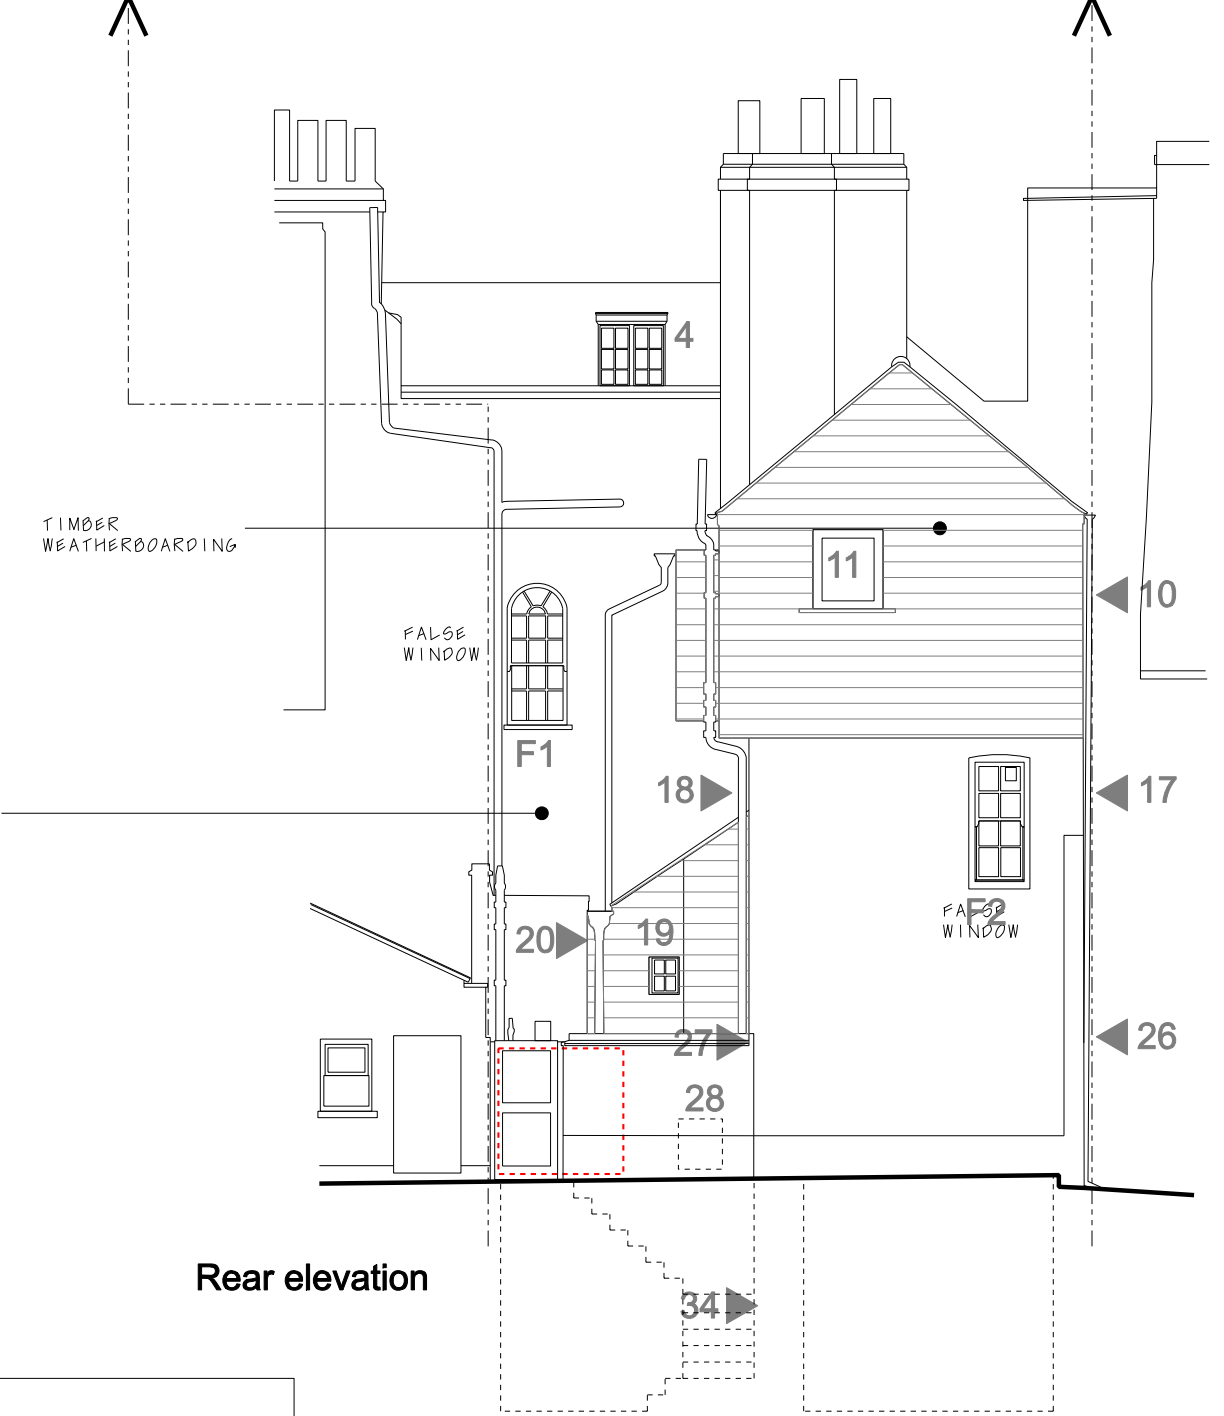 4
TIMBER
WEATHERBOARDING
11
10
FALSE
WINDOW
F1
18
17
FALSE
F2
WINDOW
20
19
27
26
28
Rear elevation
34